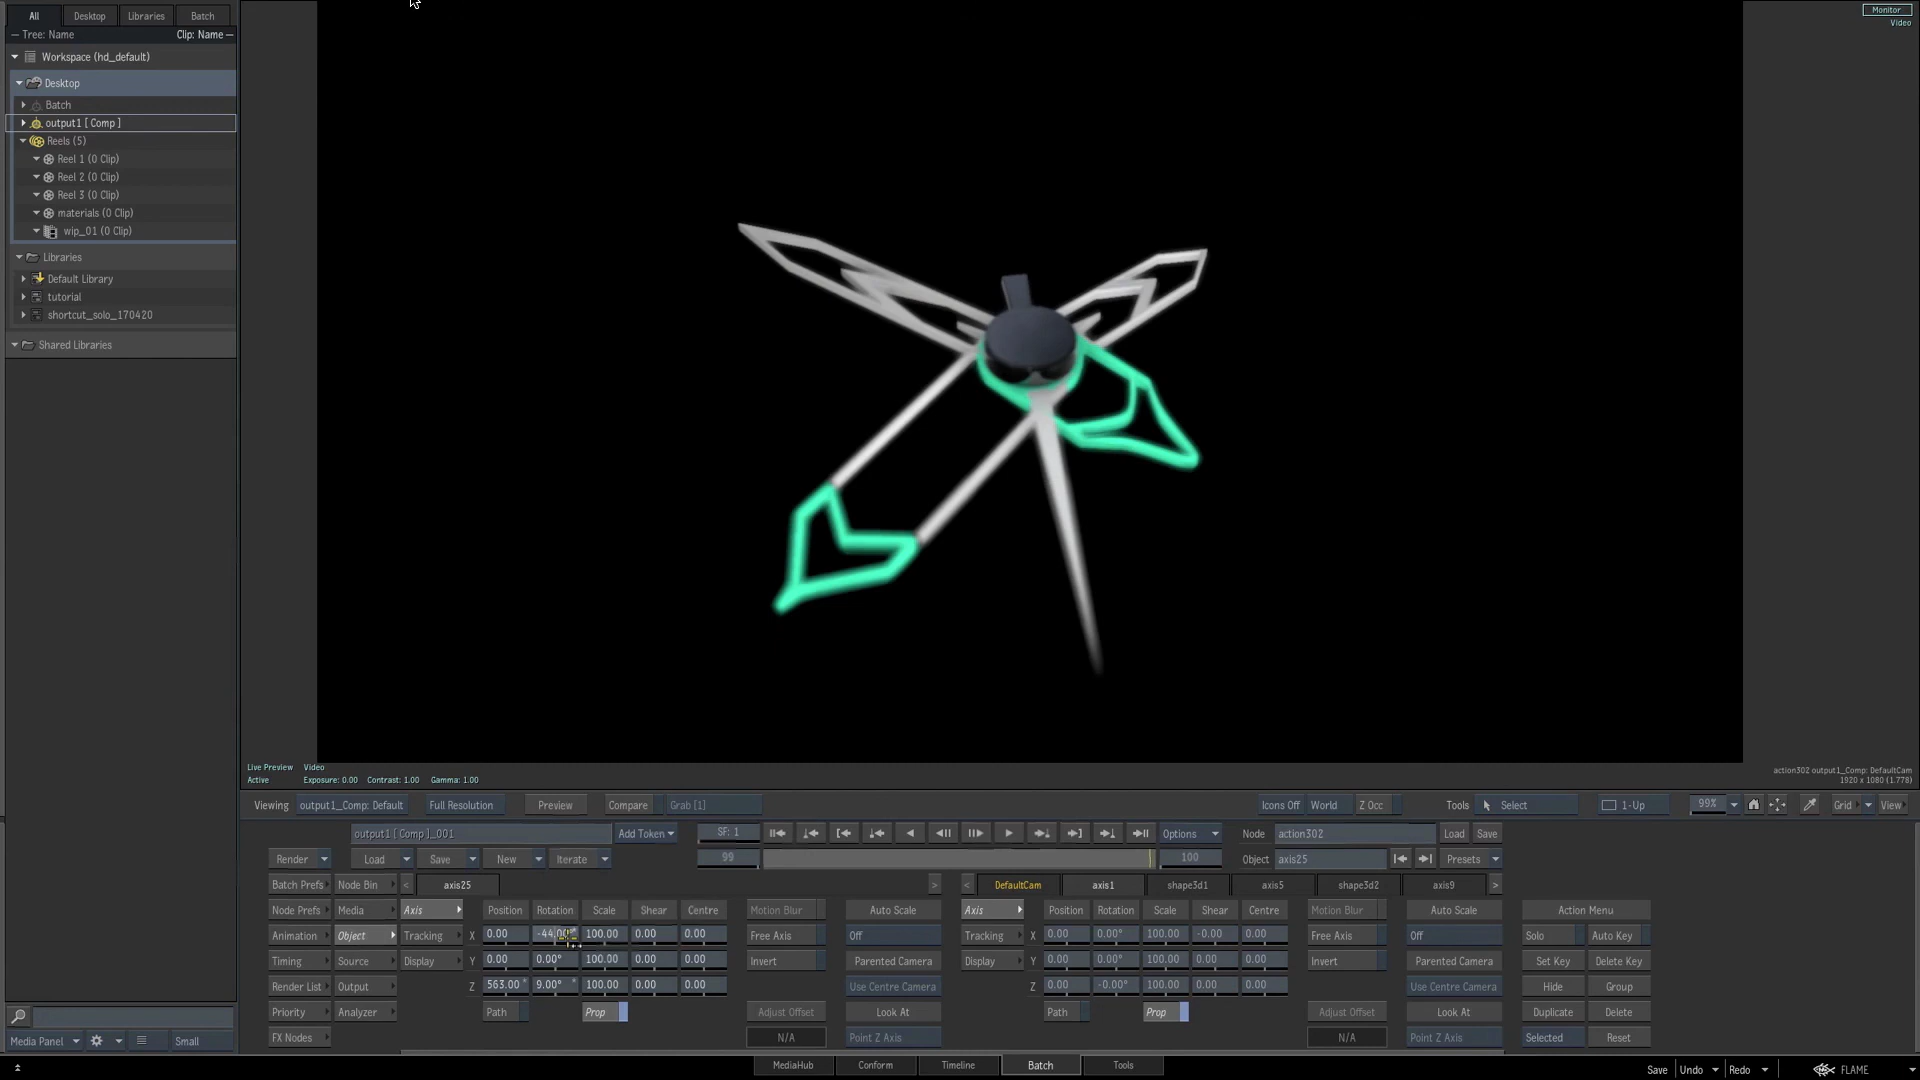 All Desktop Libraries Batch
Tree: Name Clip: Name
Workspace (hd_default)
Desktop
Batch
output1 [ Comp ]
Reels (5)
Reel 1 (0 Clip)
Reel 2 (0 Clip)
Reel 3 (0 Clip)
materials (0 Clip)
wip_01 (0 Clip)
Libraries
Default Library
tutorial
shortcut_solo_170420
Shared Libraries
Monitor
Video
Live Preview Video
Active Exposure: 0.00 Contrast: 1.00 Gamma: 1.00
action302 output1_Comp: DefaultCam
1920 x 1080 (1.778)
Viewing output1_Comp: Default Full Resolution Preview Compare Grab [1] Icons Off World Z Occ Tools Select 1-Up 99% Grid View
output1 [ Comp ]_001 Add Token SF: 1 Options Node action302 Load Save
Render Load Save New Iterate 99 100 Object axis25 Presets
Batch Prefs Node Bin < axis25 > < DefaultCam axis1 shape3d1 axis5 shape3d2 axis9 >
Node Prefs Media Axis Position Rotation Scale Shear Centre Motion Blur Auto Scale Axis Position Rotation Scale Shear Centre Motion Blur Auto Scale Action Menu
Animation Object Tracking X 0.00 -44.00° 100.00 0.00 0.00 Free Axis Off Tracking X 0.00 0.00° 100.00 -0.00 0.00 Free Axis Off Solo Auto Key
Timing Source Display Y 0.00 0.00° 100.00 0.00 0.00 Invert Parented Camera Display Y 0.00 0.00° 100.00 0.00 0.00 Invert Parented Camera Set Key Delete Key
Render List Output Z 563.00 9.00° 100.00 0.00 0.00 Use Centre Camera Z 0.00 -0.00° 100.00 0.00 0.00 Use Centre Camera Hide Group
Priority Analyzer Path Prop Adjust Offset Look At Path Prop Adjust Offset Look At Duplicate Delete
FX Nodes N/A Point Z Axis N/A Point Z Axis Selected Reset
Media Panel Small
MediaHub Conform Timeline Batch Tools
Save Undo Redo FLAME